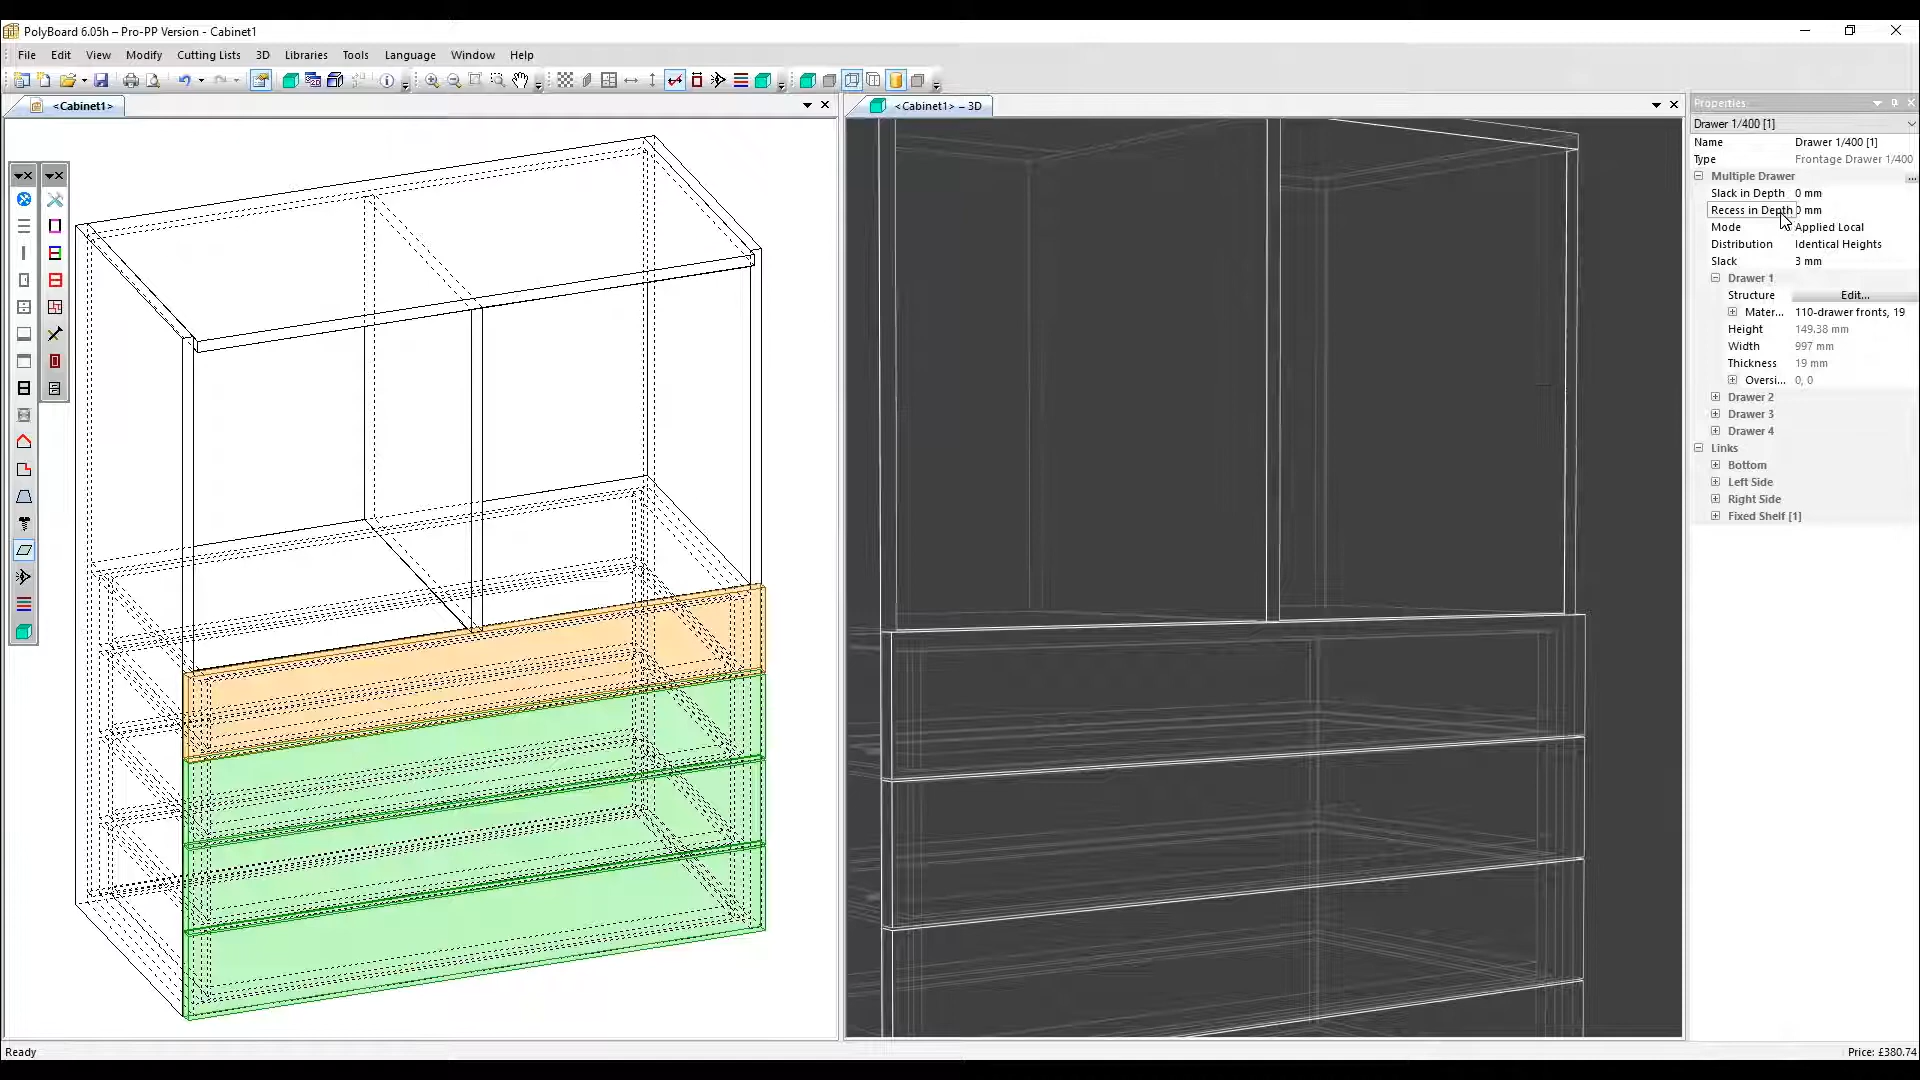 PolyBoard 6.05h – Pro-PP Version - Cabinet1
File Edit View Modify Cutting Lists 3D Libraries Tools Language Window Help
<Cabinet1>
<Cabinet1> – 3D
Properties
Drawer 1/400 [1]
Name Drawer 1/400 [1]
Type Frontage Drawer 1/400
Multiple Drawer ...
Slack in Depth 0 mm
Recess in Depth 0 mm
Mode Applied Local
Distribution Identical Heights
Slack 3 mm
Drawer 1
Structure Edit...
Mater... 110-drawer fronts, 19
Height 149.38 mm
Width 997 mm
Thickness 19 mm
Oversi... 0, 0
Drawer 2
Drawer 3
Drawer 4
Links
Bottom
Left Side
Right Side
Fixed Shelf [1]
Ready
Price: £380.74